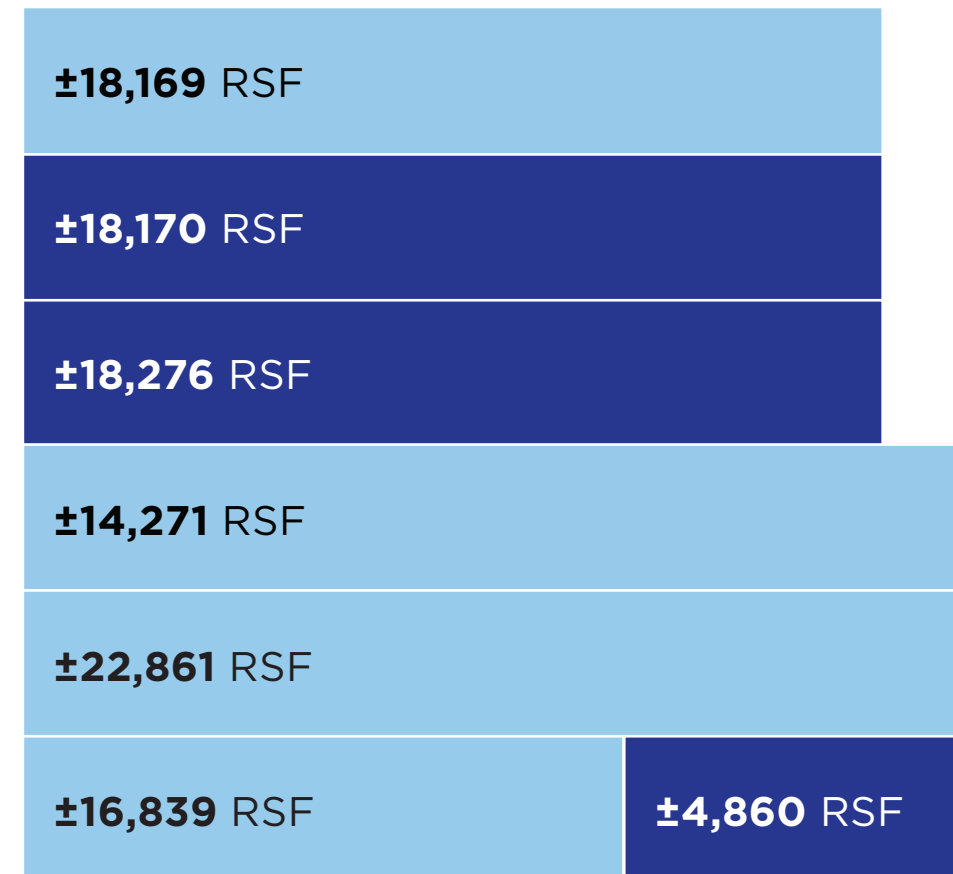 ±18,169 RSF
±18,170 RSF
±18,276 RSF
±14,271 RSF
±22,861 RSF
±16,839 RSF ±4,860 RSF